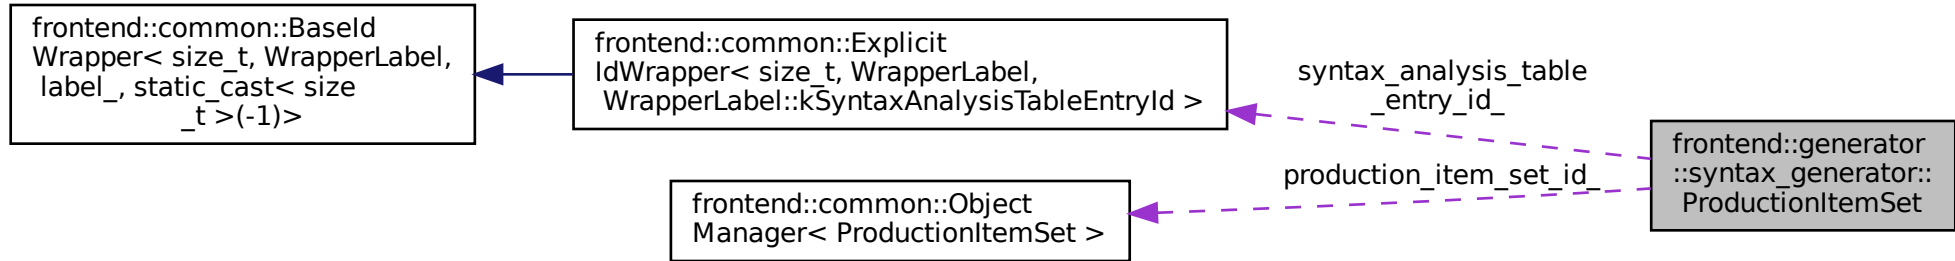 frontend::common::BaseId
Wrapper< size_t, WrapperLabel,
label_, static_cast< size
_t >(-1)>
frontend::common::Explicit
IdWrapper< size_t, WrapperLabel,
WrapperLabel::kSyntaxAnalysisTableEntryId >
syntax_analysis_table
_entry_id_
production_item_set_id_
frontend::common::Object
Manager< ProductionItemSet >
frontend::generator
::syntax_generator::
ProductionItemSet